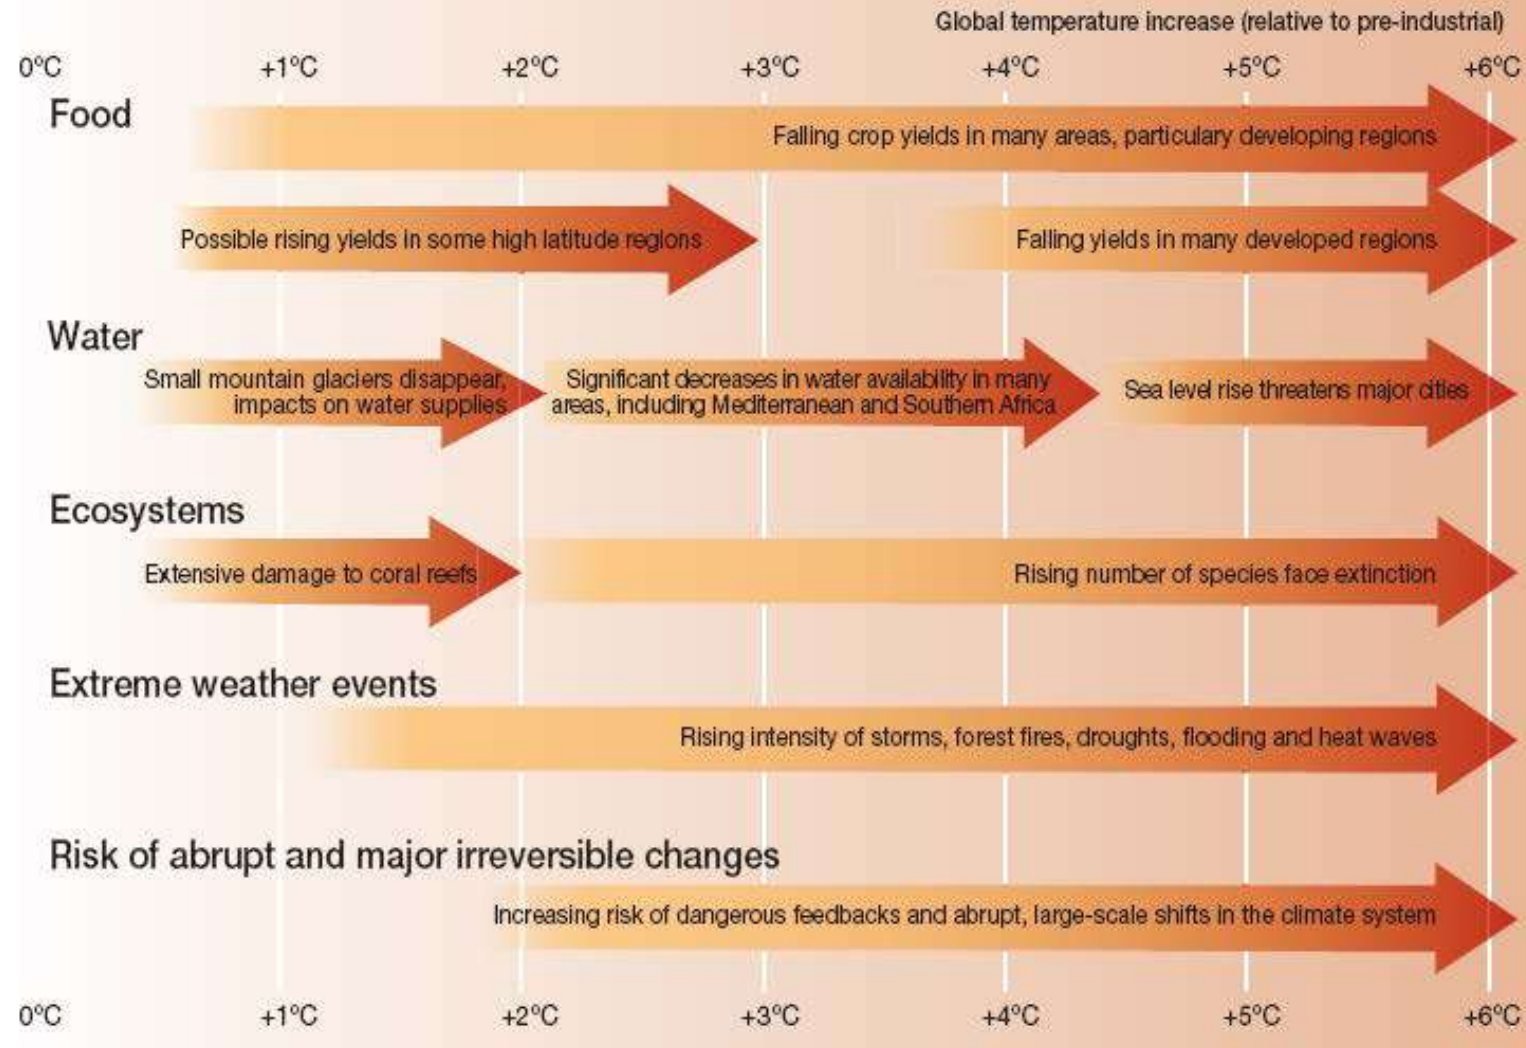 Global temperature increase (relative to pre-industrial)
0°C +1°C +2°C +3°C +4°C +5°C +6°C
Food
Falling crop yields in many areas, particulary developing regions
Possible rising yields in some high latitude regions
Falling yields in many developed regions
Water
Small mountain glaciers disappear,
impacts on water supplies
Significant decreases in water availability in many
areas, including Mediterranean and Southern Africa
Sea level rise threatens major cities
Ecosystems
Extensive damage to coral reefs
Rising number of species face extinction
Extreme weather events
Rising intensity of storms, forest fires, droughts, flooding and heat waves
Risk of abrupt and major irreversible changes
Increasing risk of dangerous feedbacks and abrupt, large-scale shifts in the climate system
0°C +1°C +2°C +3°C +4°C +5°C +6°C